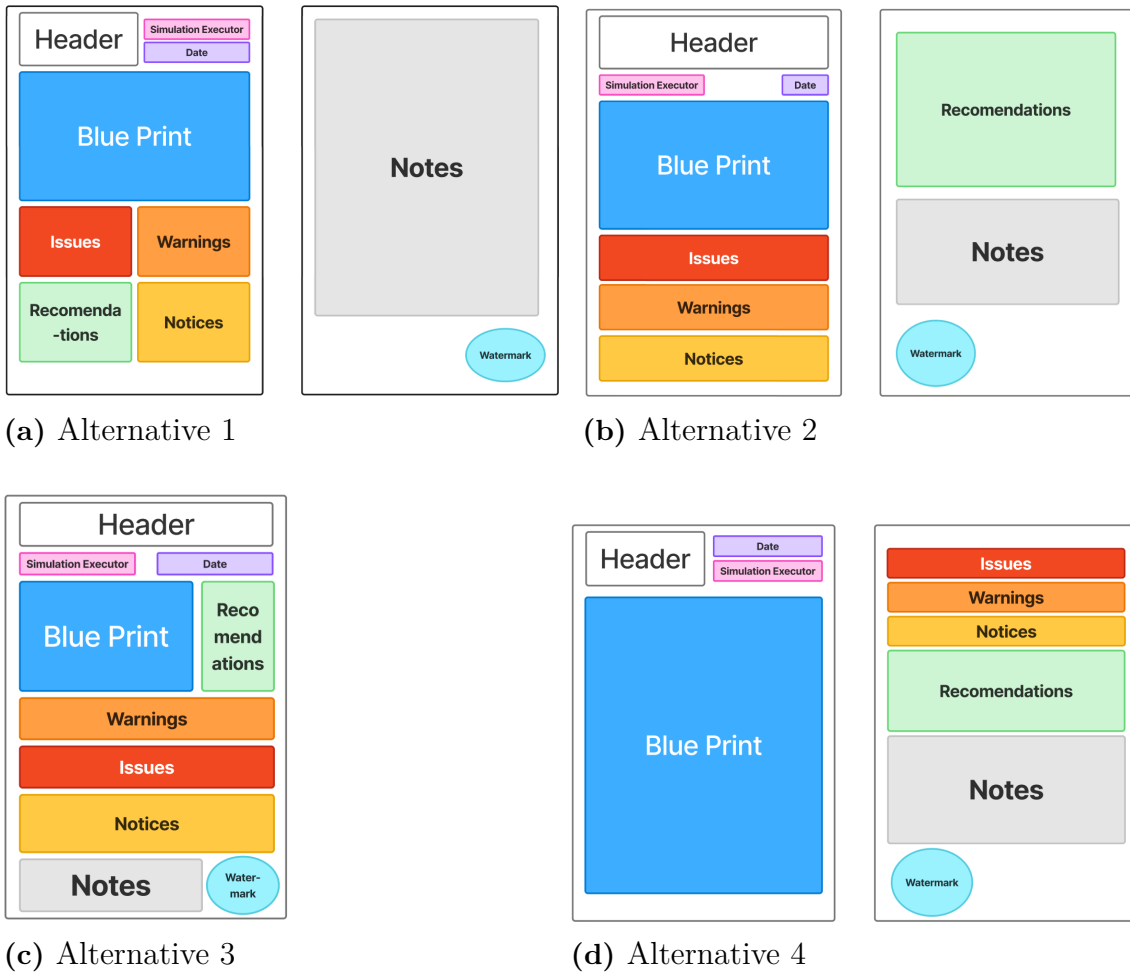 Header
Simulation Executor
Date
Blue Print
Issues
Warnings
Recomenda
-tions
Notices
Notes
Watermark
(a) Alternative 1
Header
Simulation Executor
Date
Blue Print
Issues
Warnings
Notices
Recomendations
Notes
Watermark
(b) Alternative 2
Header
Simulation Executor
Date
Blue Print
Reco
mend
ations
Warnings
Issues
Notices
Notes
Water-
mark
(c) Alternative 3
Header
Date
Simulation Executor
Blue Print
Issues
Warnings
Notices
Recomendations
Notes
Watermark
(d) Alternative 4